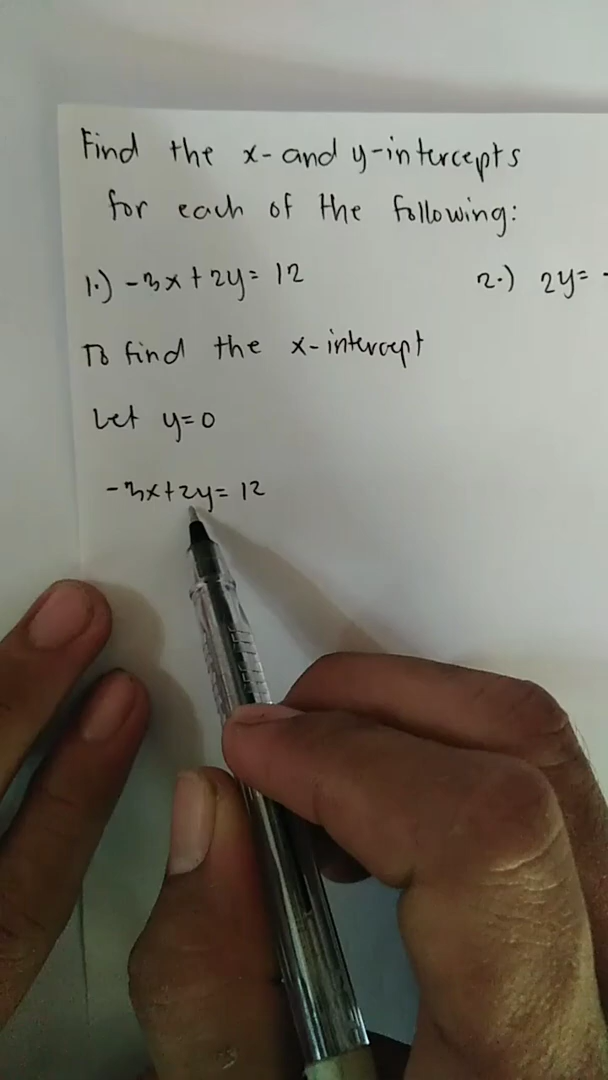 Find the x- and y-intercepts
for each of the following:
1.) -3x + 2y = 12
2.) 2y = -
To find the x-intercept
Let y=0
-3x+2y= 12